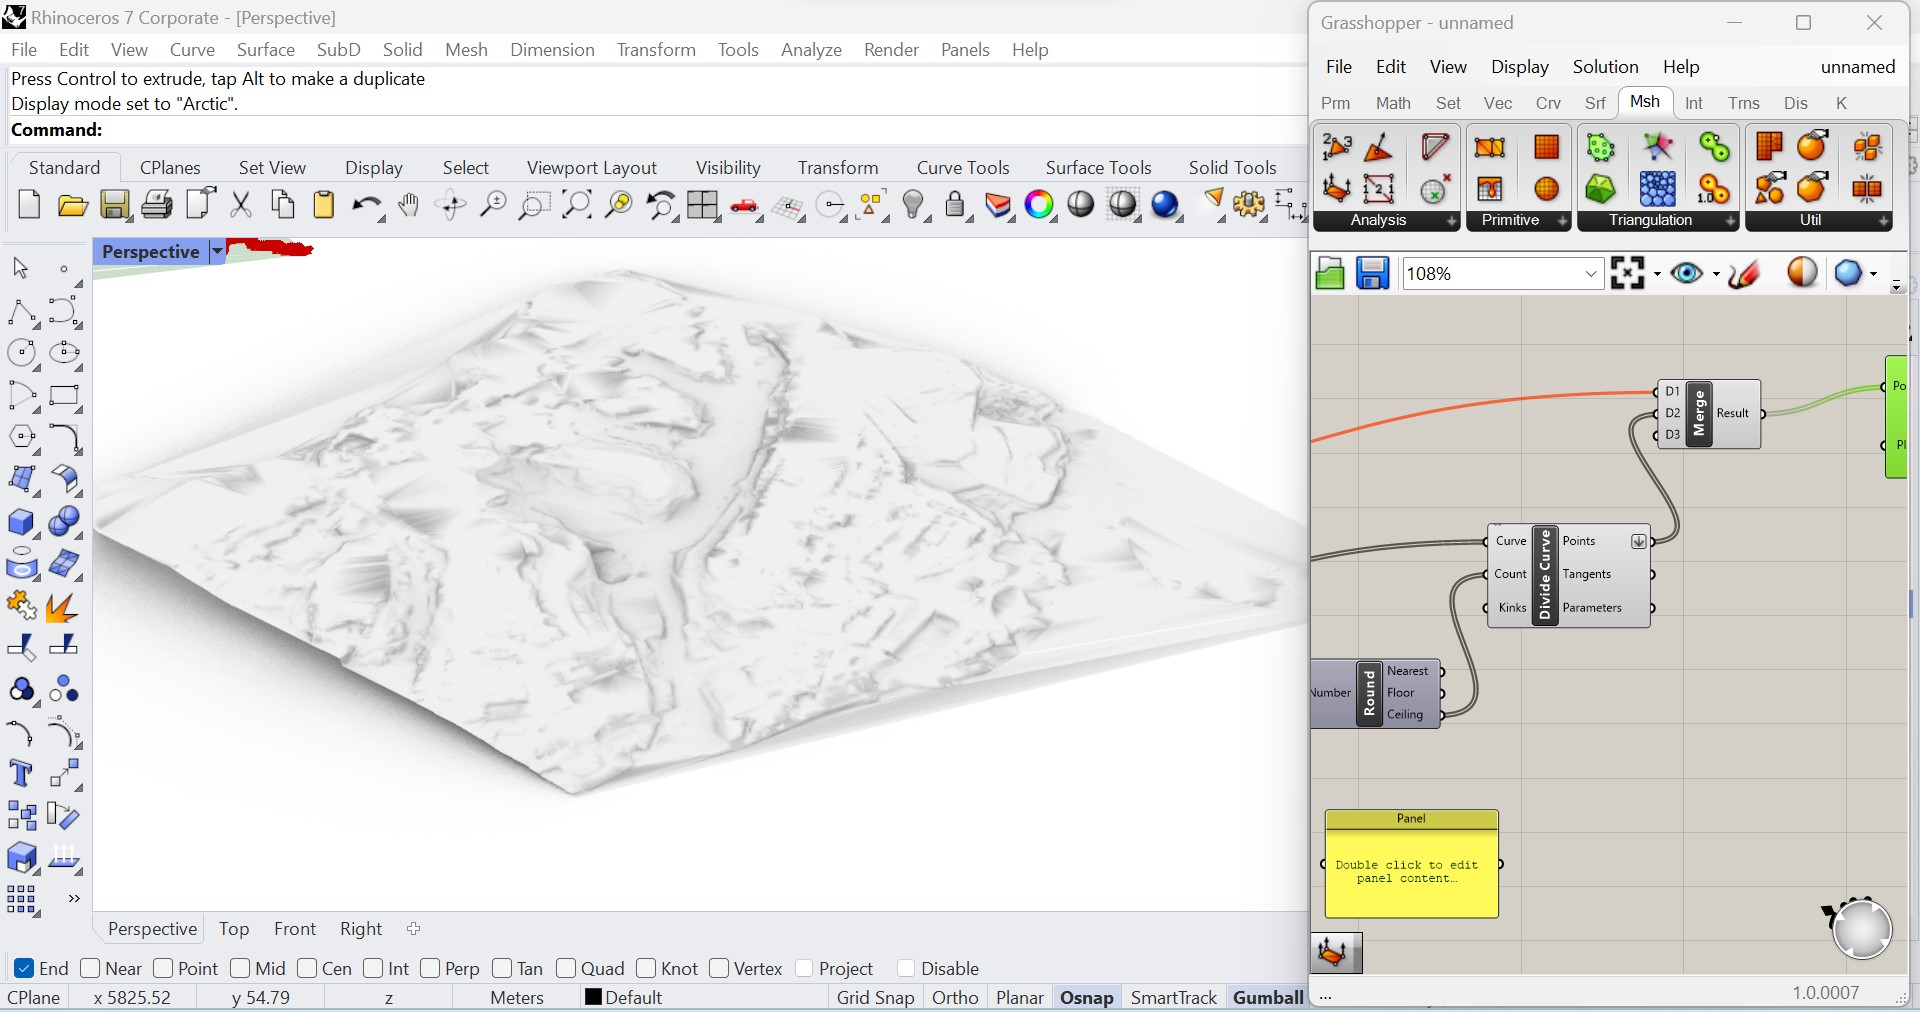 Rhinoceros 7 Corporate - [Perspective]
File Edit View Curve Surface SubD Solid Mesh Dimension Transform Tools Analyze Render Panels Help
Press Control to extrude, tap Alt to make a duplicate
Display mode set to "Arctic".
Command:
Standard CPlanes Set View Display Select Viewport Layout Visibility Transform Curve Tools Surface Tools Solid Tools
Perspective
Perspective Top Front Right
End Near Point Mid Cen Int Perp Tan Quad Knot Vertex Project Disable
CPlane x 5825.52 y 54.79 z Meters Default Grid Snap Ortho Planar Osnap SmartTrack Gumball
Grasshopper - unnamed
File Edit View Display Solution Help unnamed
Prm Math Set Vec Crv Srf Msh Int Trns Dis K
Analysis Primitive Triangulation Util
108%
D1
D2
D3
Merge
Result
Po
Pl
Curve
Count
Kinks
Divide Curve
Points
Tangents
Parameters
Number
Round
Nearest
Floor
Ceiling
Panel
Double click to edit
panel content…
...
1.0.0007